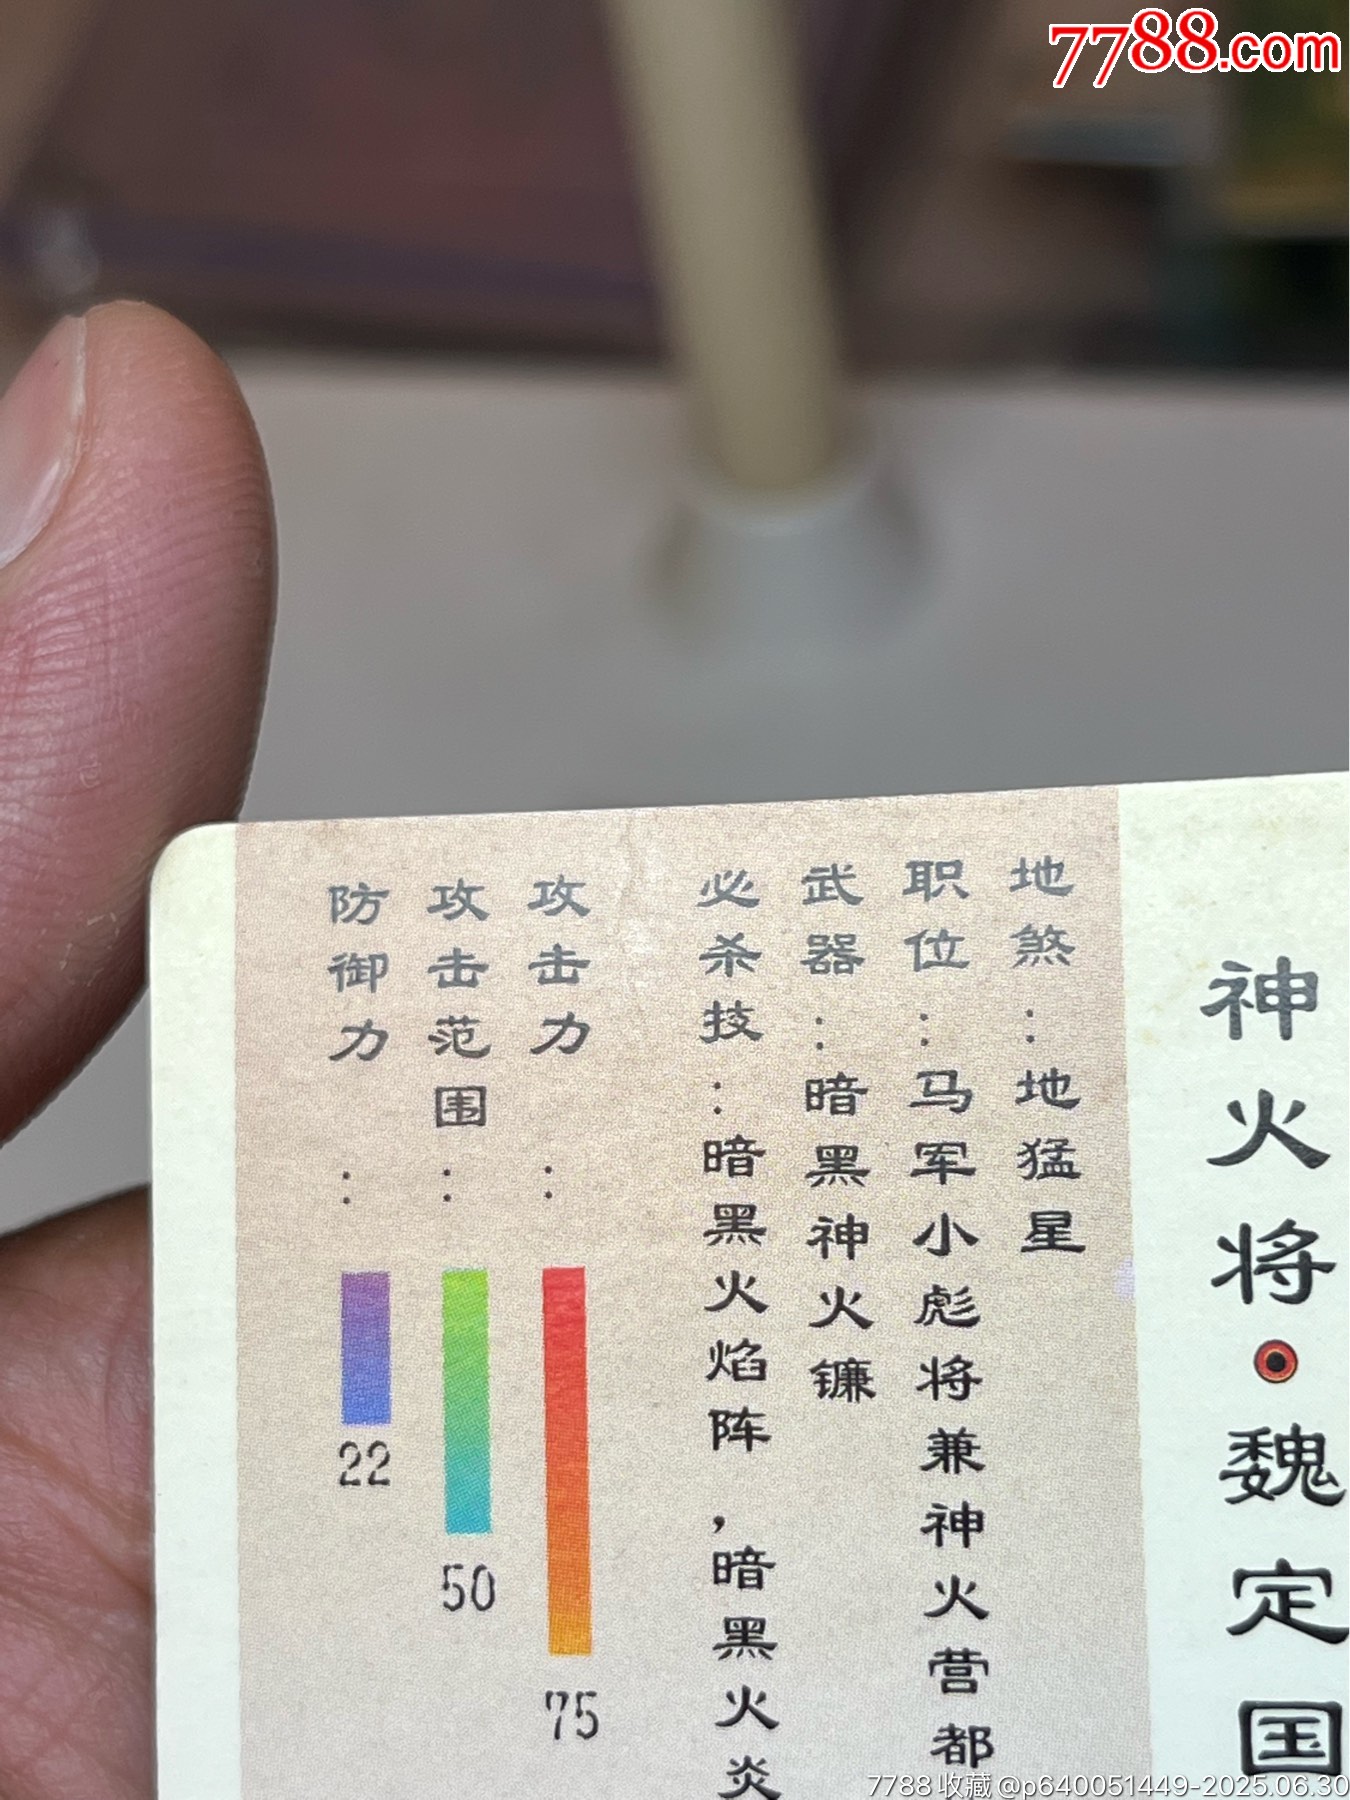 7788.com
神火将·魏定国
地煞：地猛星
职位：马军小彪将兼神火营都
武器：暗黑神火镰
必杀技：暗黑火焰阵，暗黑火炎
攻击力：
75
攻击范围：
50
防御力：
22
7788收藏@p640051449-2025.06.30